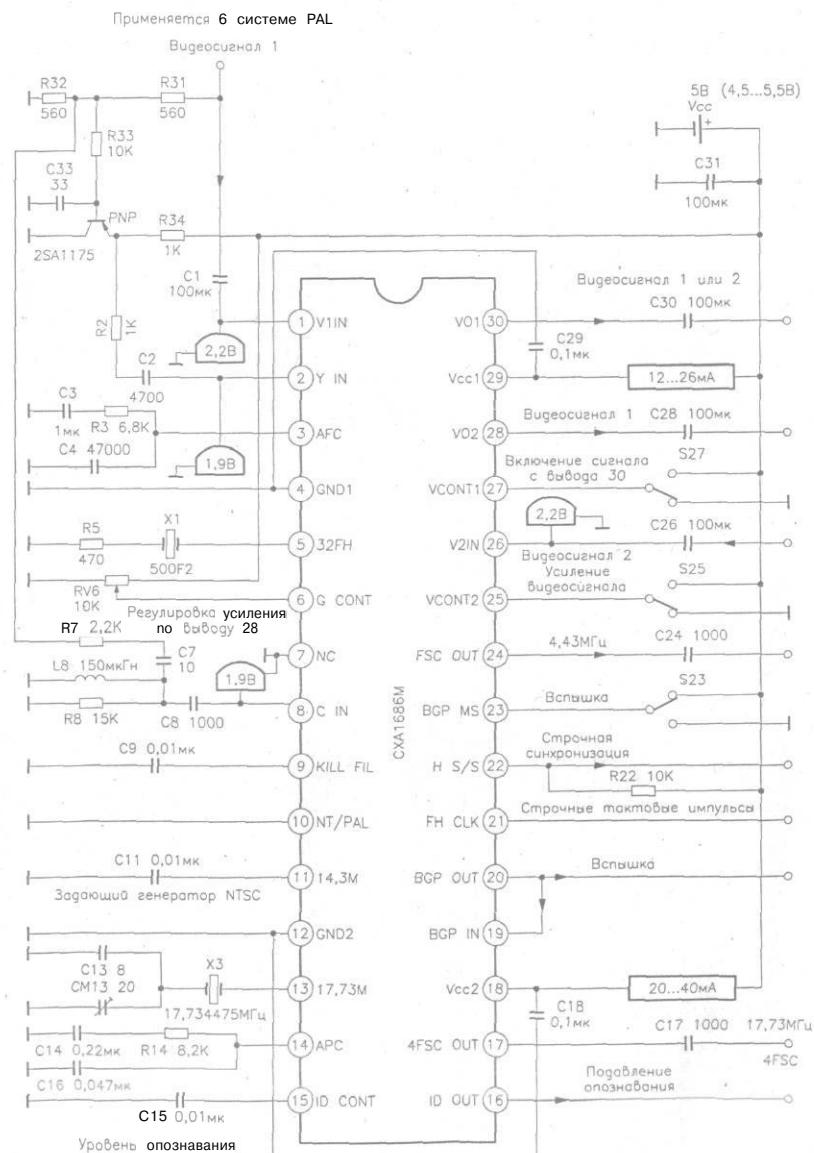 Применяется 6 системе PAL
Видеосигнал 1
R32
560
R31
560
5В (4,5...5,5В)
Vcc
+
R33
10K
C33
33
C31
100мк
PNP
R34
1K
2SA1175
C1
100мк
Видеосигнал 1 или 2
C30 100мк
R2
1K
1 V1IN
VO1 30
2,2В
C29
0,1мк
C2
4700
2 Y IN
Vcc1 29
12...26мА
C3
1мк
R3 6,8K
Видеосигнал 1
C28 100мк
3 AFC
VO2 28
C4 47000
1,9В
Включение сигнала
с вывода 30
S27
4 GND1
VCONT1 27
R5
470
X1
500F2
2,2В
C26 100мк
5 32FH
V2IN 26
Видеосигнал 2
Усиление
видеосигнала
S25
RV6
10K
6 G CONT
VCONT2 25
Регулировка усиления
по выводу 28
R7 2,2K
C7
10
4,43МГц
C24 1000
7 NC
FSC OUT 24
L8 150мкГн
1,9В
S23
Вспышка
8 C IN
BGP MS 23
R8 15K
C8 1000
CXA1686M
Строчная
синхронизация
C9 0,01мк
9 KILL FIL
H S/S 22
R22 10K
Строчные тактовые импульсы
10 NT/PAL
FH CLK 21
C11 0,01мк
Вспышка
11 14,3M
BGP OUT 20
Задающий генератор NTSC
12 GND2
BGP IN 19
C13 8
CM13 20
X3
13 17,73M
Vcc2 18
20...40мА
17,734475МГц
C18
0,1мк
C17 1000
17,73МГц
C14 0,22мк
R14 8,2K
14 APC
4FSC OUT 17
4FSC
C16 0,047мк
Подавление
опознавания
15 ID CONT
ID OUT 16
C15 0,01мк
Уровень опознавания